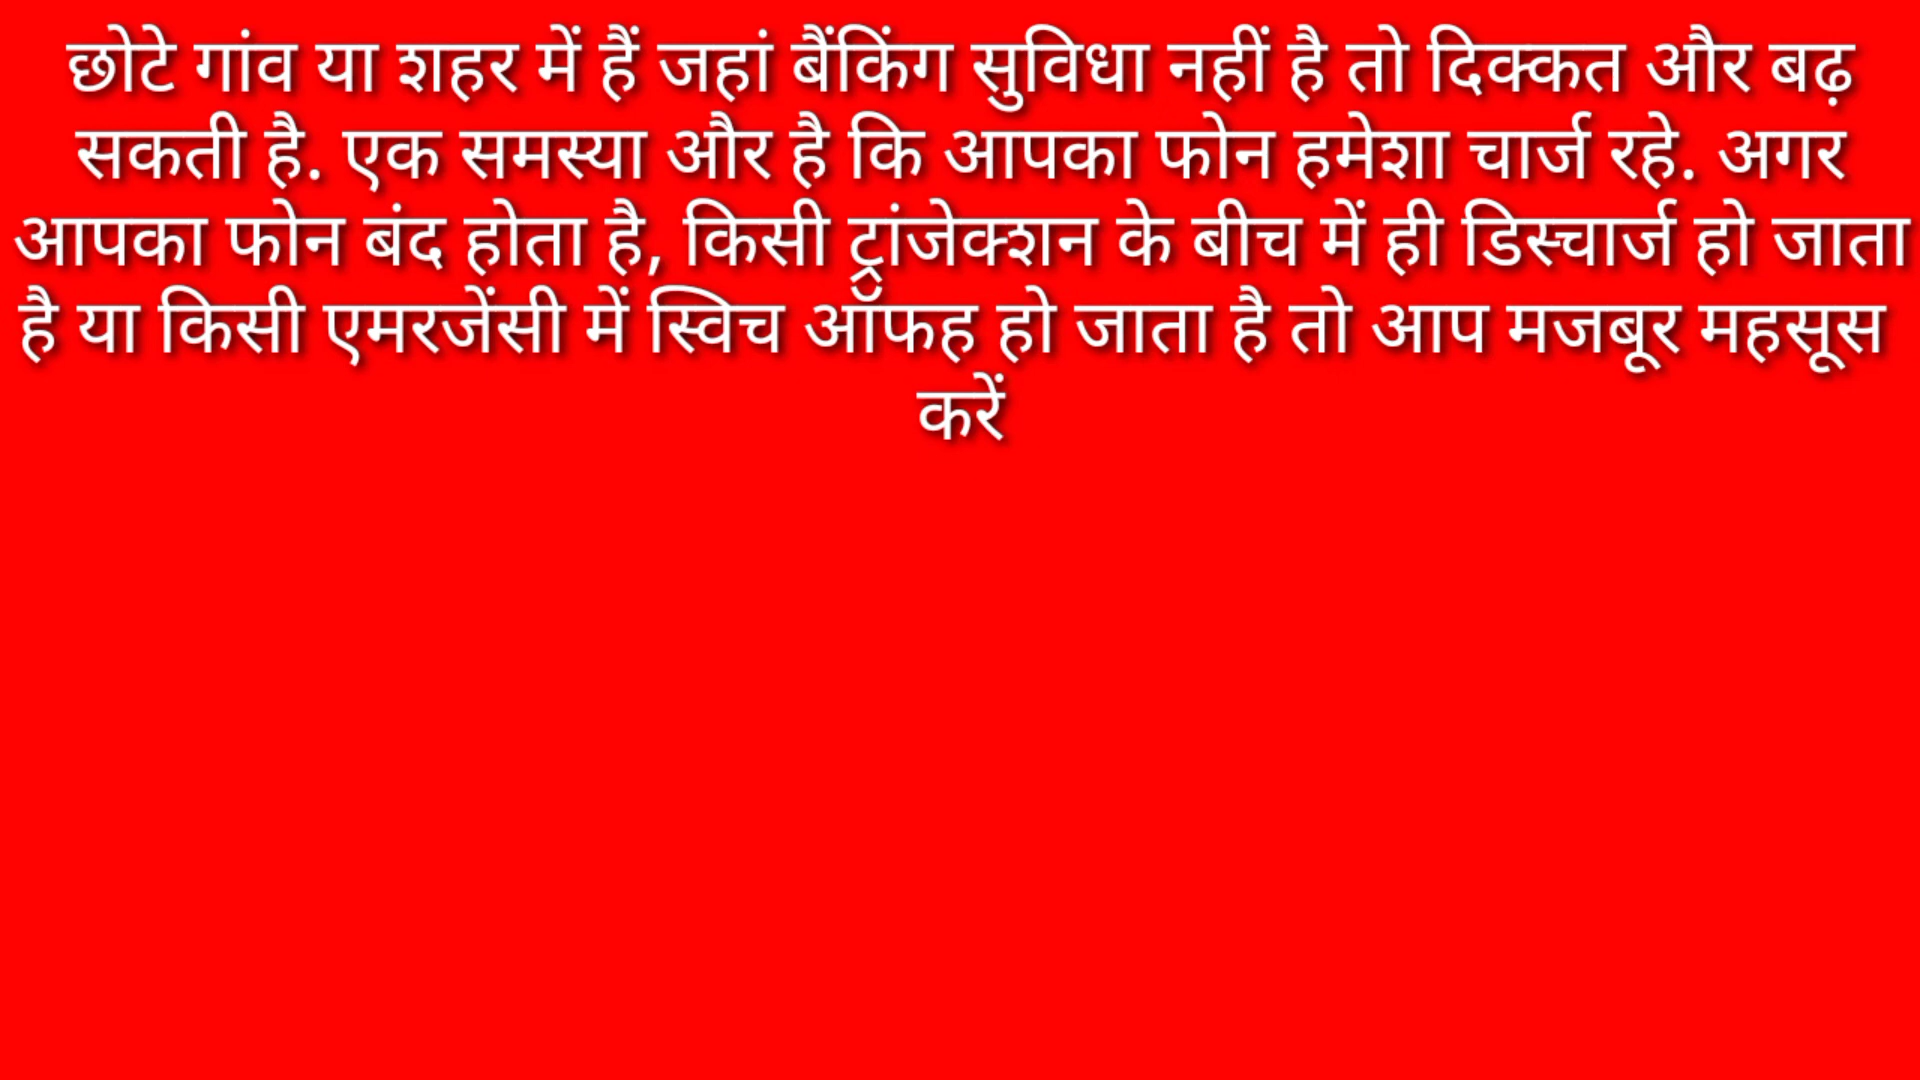 छोटे गांव या शहर में हैं जहां बैंकिंग सुविधा नहीं है तो दिक्कत और बढ़
सकती है. एक समस्या और है कि आपका फोन हमेशा चार्ज रहे. अगर
आपका फोन बंद होता है, किसी ट्रांजेक्शन के बीच में ही डिस्चार्ज हो जाता
है या किसी एमरजेंसी में स्विच ऑफह हो जाता है तो आप मजबूर महसूस
करें